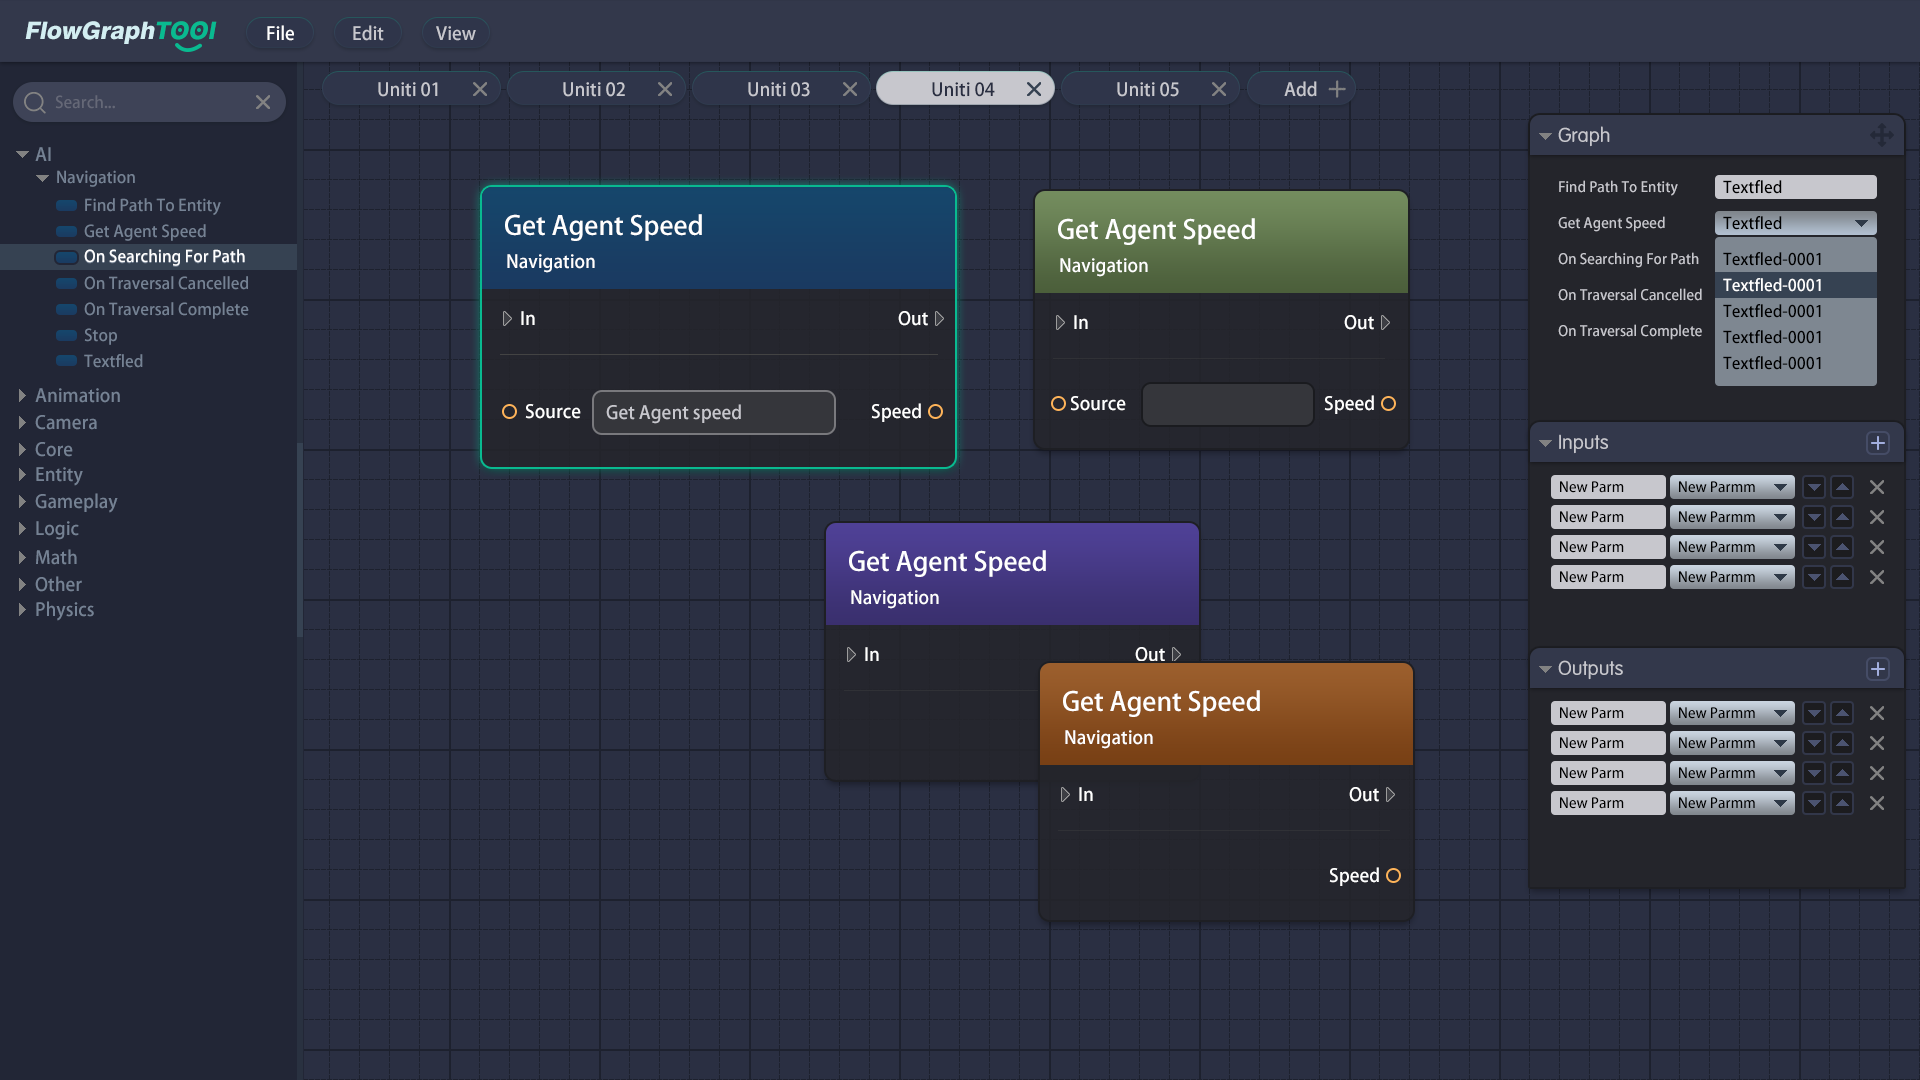 FlowGraphTOOl
File
Edit
View
Search...
AI
Navigation
Find Path To Entity
Get Agent Speed
On Searching For Path
On Traversal Cancelled
On Traversal Complete
Stop
Textfled
Animation
Camera
Core
Entity
Gameplay
Logic
Math
Other
Physics
Uniti 01
Uniti 02
Uniti 03
Uniti 04
Uniti 05
Add
Get Agent Speed
Navigation
In
Out
Source
Get Agent speed
Speed
Get Agent Speed
Navigation
In
Out
Source
Speed
Get Agent Speed
Navigation
In
Out
Get Agent Speed
Navigation
In
Out
Speed
Graph
Find Path To Entity
Textfled
Get Agent Speed
Textfled
On Searching For Path
On Traversal Cancelled
On Traversal Complete
Textfled-0001
Textfled-0001
Textfled-0001
Textfled-0001
Textfled-0001
Inputs
New Parm New Parmm
New Parm New Parmm
New Parm New Parmm
New Parm New Parmm
Outputs
New Parm New Parmm
New Parm New Parmm
New Parm New Parmm
New Parm New Parmm